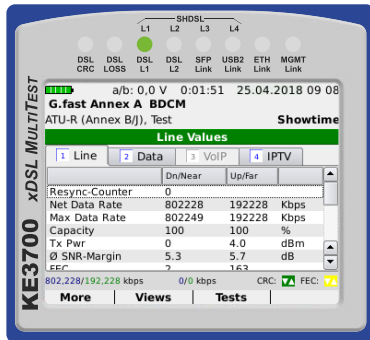 SHDSL
L1 L2 L3 L4
DSL CRC
DSL LOSS
DSL L1
DSL L2
SFP Link
USB2 Link
ETH Link
MGMT Link
a/b: 0,0 V 0:01:51 25.04.2018 09 08
G.fast Annex A BDCM
ATU-R (Annex B/J), Test Showtime
Line Values
1 Line 2 Data 3 VoIP 4 IPTV
Dn/Near Up/Far
Resync-Counter 0
Net Data Rate 802228 192228 Kbps
Max Data Rate 802249 192228 Kbps
Capacity 100 100 %
Tx Pwr 0 4.0 dBm
Ø SNR-Margin 5.3 5.7 dB
FEC 2 163
802,228/192,228 kbps 0/0 kbps CRC: FEC:
More Views Tests
KE3700 xDSL MULTITEST